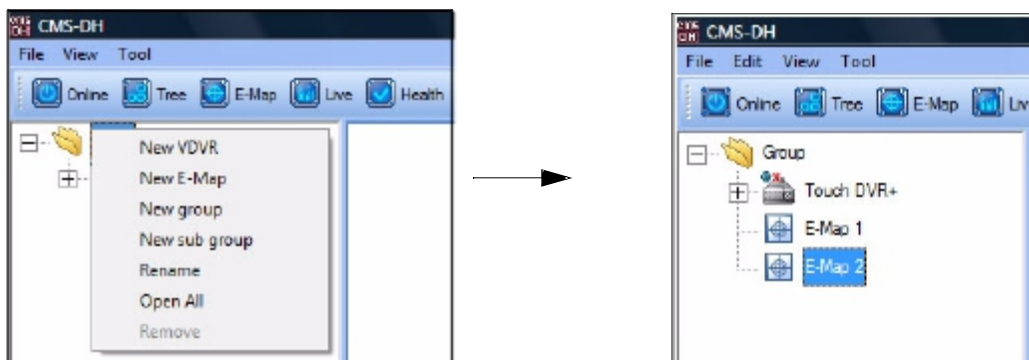 CMS-DH
File View Tool
Online Tree E-Map Live Health
New VDVR
New E-Map
New group
New sub group
Rename
Open All
Remove
CMS-DH
File Edit View Tool
Online Tree E-Map Liv
Group
Touch DVR+
E-Map 1
E-Map 2